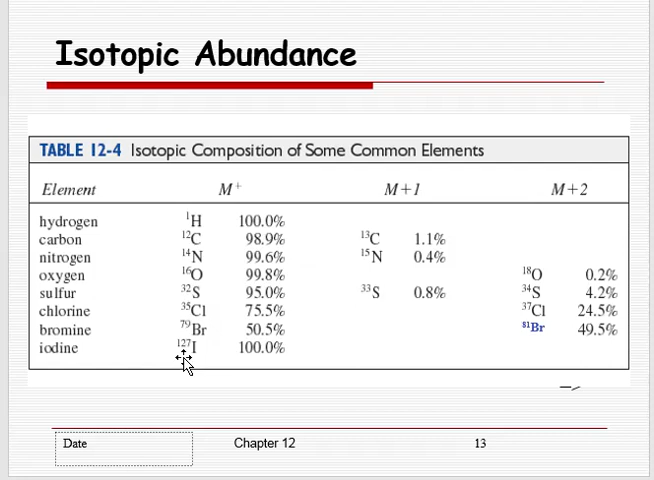 Isotopic Abundance
TABLE 12-4 Isotopic Composition of Some Common Elements
Element M⁺ M+1 M+2
hydrogen ¹H 100.0%
carbon ¹²C 98.9% ¹³C 1.1%
nitrogen ¹⁴N 99.6% ¹⁵N 0.4%
oxygen ¹⁶O 99.8% ¹⁸O 0.2%
sulfur ³²S 95.0% ³³S 0.8% ³⁴S 4.2%
chlorine ³⁵Cl 75.5% ³⁷Cl 24.5%
bromine ⁷⁹Br 50.5% ⁸¹Br 49.5%
iodine ¹²⁷I 100.0%
Date Chapter 12 13